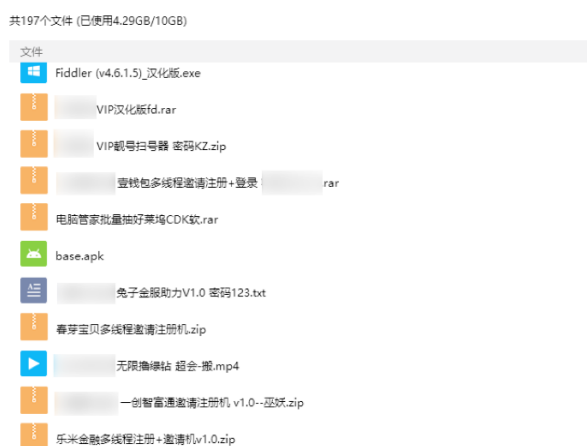 共197个文件 (已使用4.29GB/10GB)
文件
Fiddler (v4.6.1.5)_汉化版.exe
VIP汉化版fd.rar
VIP靓号扫号器 密码KZ.zip
壹钱包多线程邀请注册+登录 .rar
电脑管家批量抽好莱坞CDK软.rar
base.apk
兔子金服助力V1.0 密码123.txt
春芽宝贝多线程邀请注册机.zip
无限撸绿钻 超会-搬.mp4
一创智富通邀请注册机 v1.0--巫妖.zip
乐米金融多线程注册+邀请机v1.0.zip